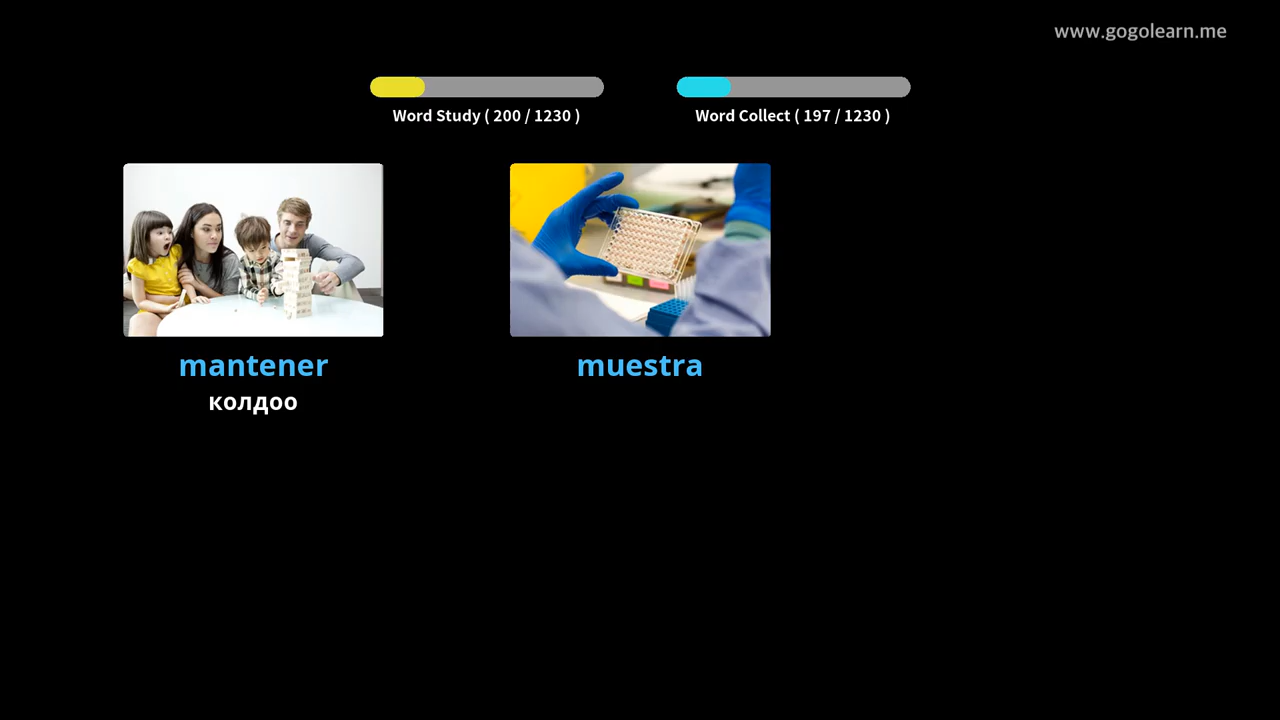 www.gogolearn.me
Word Study ( 200 / 1230 )
Word Collect ( 197 / 1230 )
mantener
колдоо
muestra